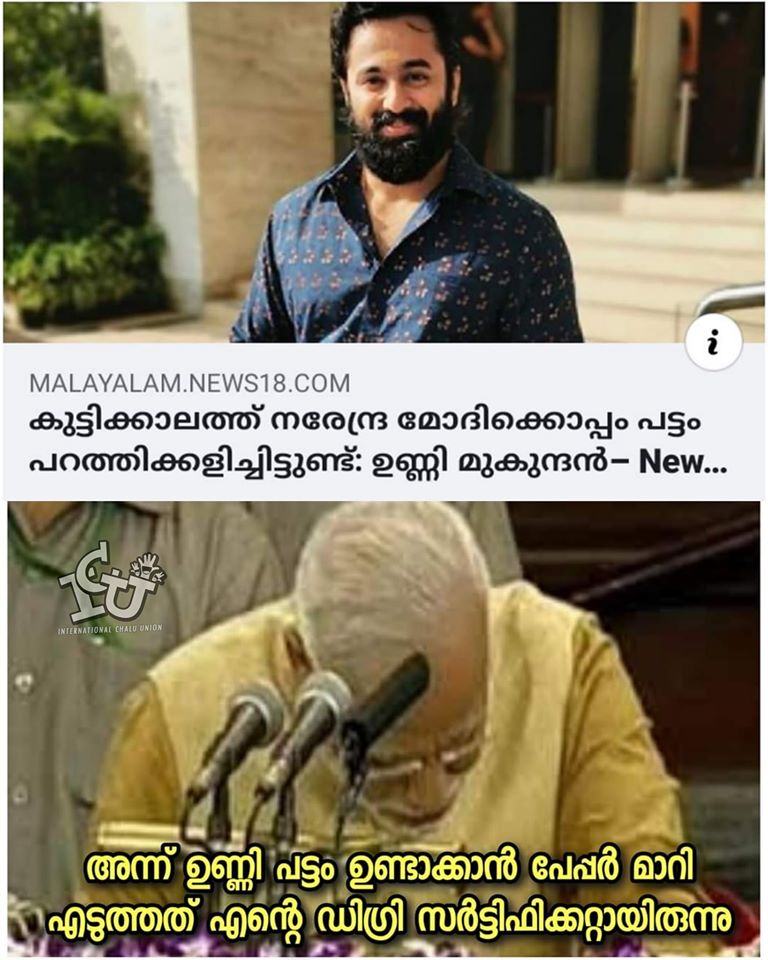 i
MALAYALAM.NEWS18.COM
കുട്ടിക്കാലത്ത് നരേന്ദ്ര മോദിക്കൊപ്പം പട്ടം
പറത്തിക്കളിച്ചിട്ടുണ്ട്: ഉണ്ണി മുകുന്ദൻ– New...
ICU
INTERNATIONAL CHALU UNION
അന്ന് ഉണ്ണി പട്ടം ഉണ്ടാക്കാൻ പേപ്പർ മാറി
എടുത്തത് എന്റെ ഡിഗ്രി സർട്ടിഫിക്കറ്റായിരുന്നു